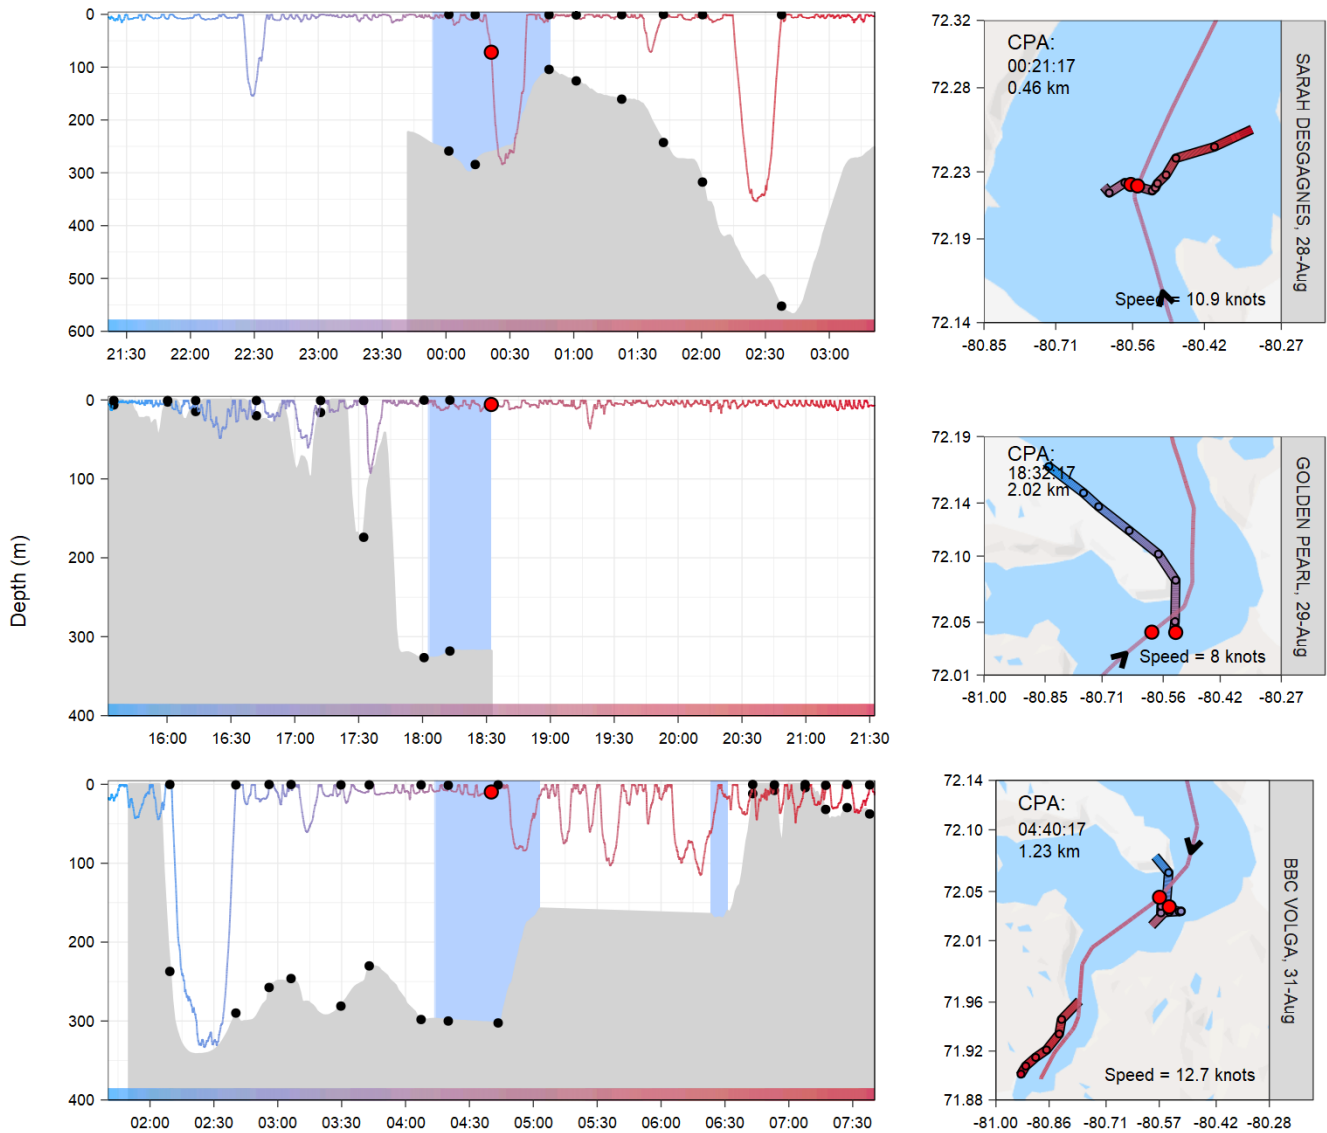 0
100
200
300
400
500
600
21:30 22:00 22:30 23:00 23:30 00:00 00:30 01:00 01:30 02:00 02:30 03:00
72.32
72.28
72.23
72.19
72.14
CPA:
00:21:17
0.46 km
Speed = 10.9 knots
-80.85 -80.71 -80.56 -80.42 -80.27
SARAH DESGAGNES, 28-Aug
Depth (m)
0
100
200
300
400
16:00 16:30 17:00 17:30 18:00 18:30 19:00 19:30 20:00 20:30 21:00 21:30
72.19
72.14
72.10
72.05
72.01
CPA:
18:32:17
2.02 km
Speed = 8 knots
-81.00 -80.85 -80.71 -80.56 -80.42 -80.27
GOLDEN PEARL, 29-Aug
0
100
200
300
400
02:00 02:30 03:00 03:30 04:00 04:30 05:00 05:30 06:00 06:30 07:00 07:30
72.14
72.10
72.05
72.01
71.96
71.92
71.88
CPA:
04:40:17
1.23 km
Speed = 12.7 knots
-81.00 -80.86 -80.71 -80.57 -80.42 -80.28
BBC VOLGA, 31-Aug